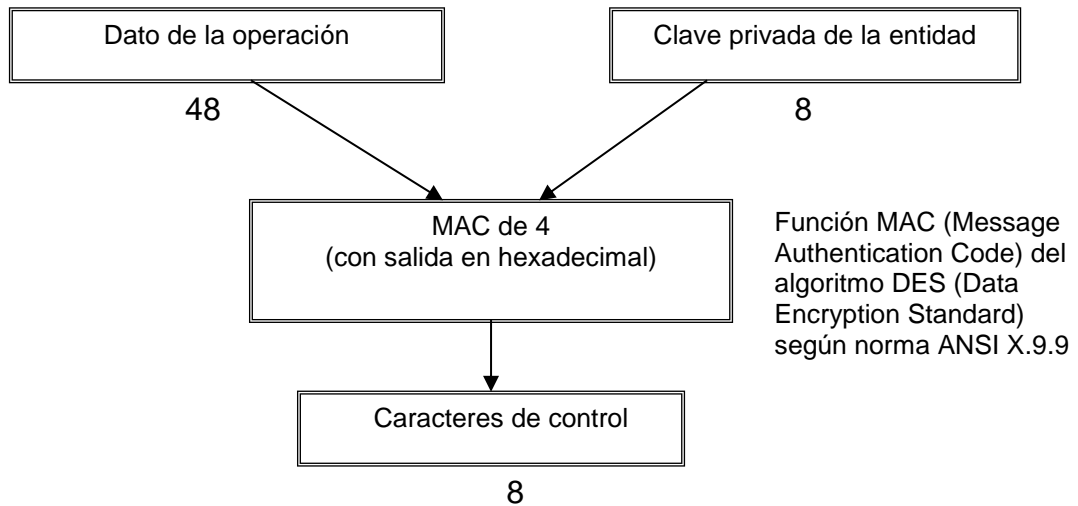 Dato de la operación
Clave privada de la entidad
48
8
MAC de 4
(con salida en hexadecimal)
Función MAC (Message
Authentication Code) del
algoritmo DES (Data
Encryption Standard)
según norma ANSI X.9.9
Caracteres de control
8